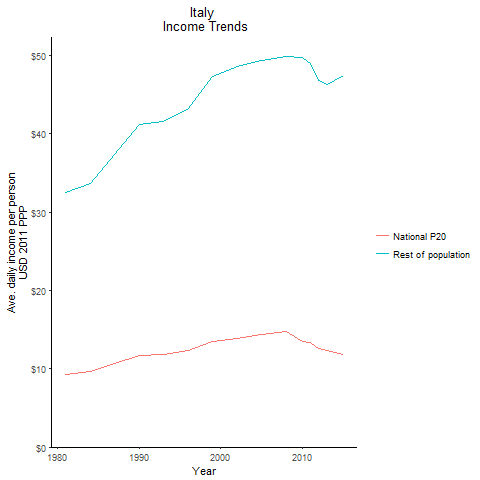 Italy
Income Trends
$50
$40
$30
$20
$10
$0
Ave. daily income per person
USD 2011 PPP
1980
1990
2000
2010
Year
National P20
Rest of population